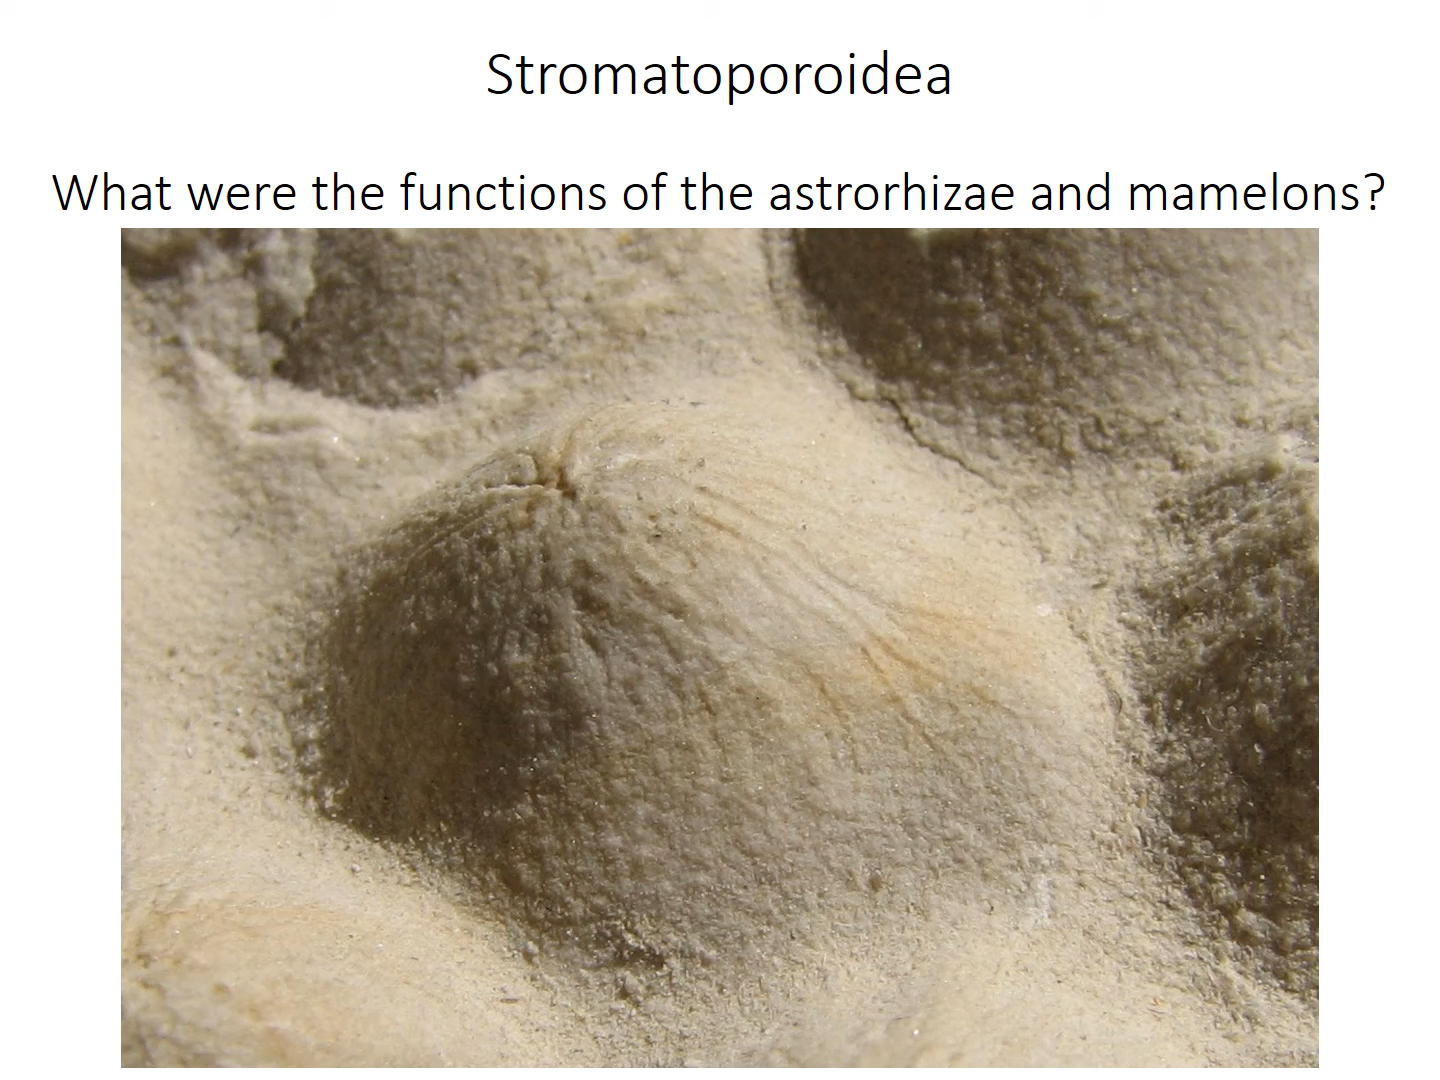 Stromatoporoidea
What were the functions of the astrorhizae and mamelons?